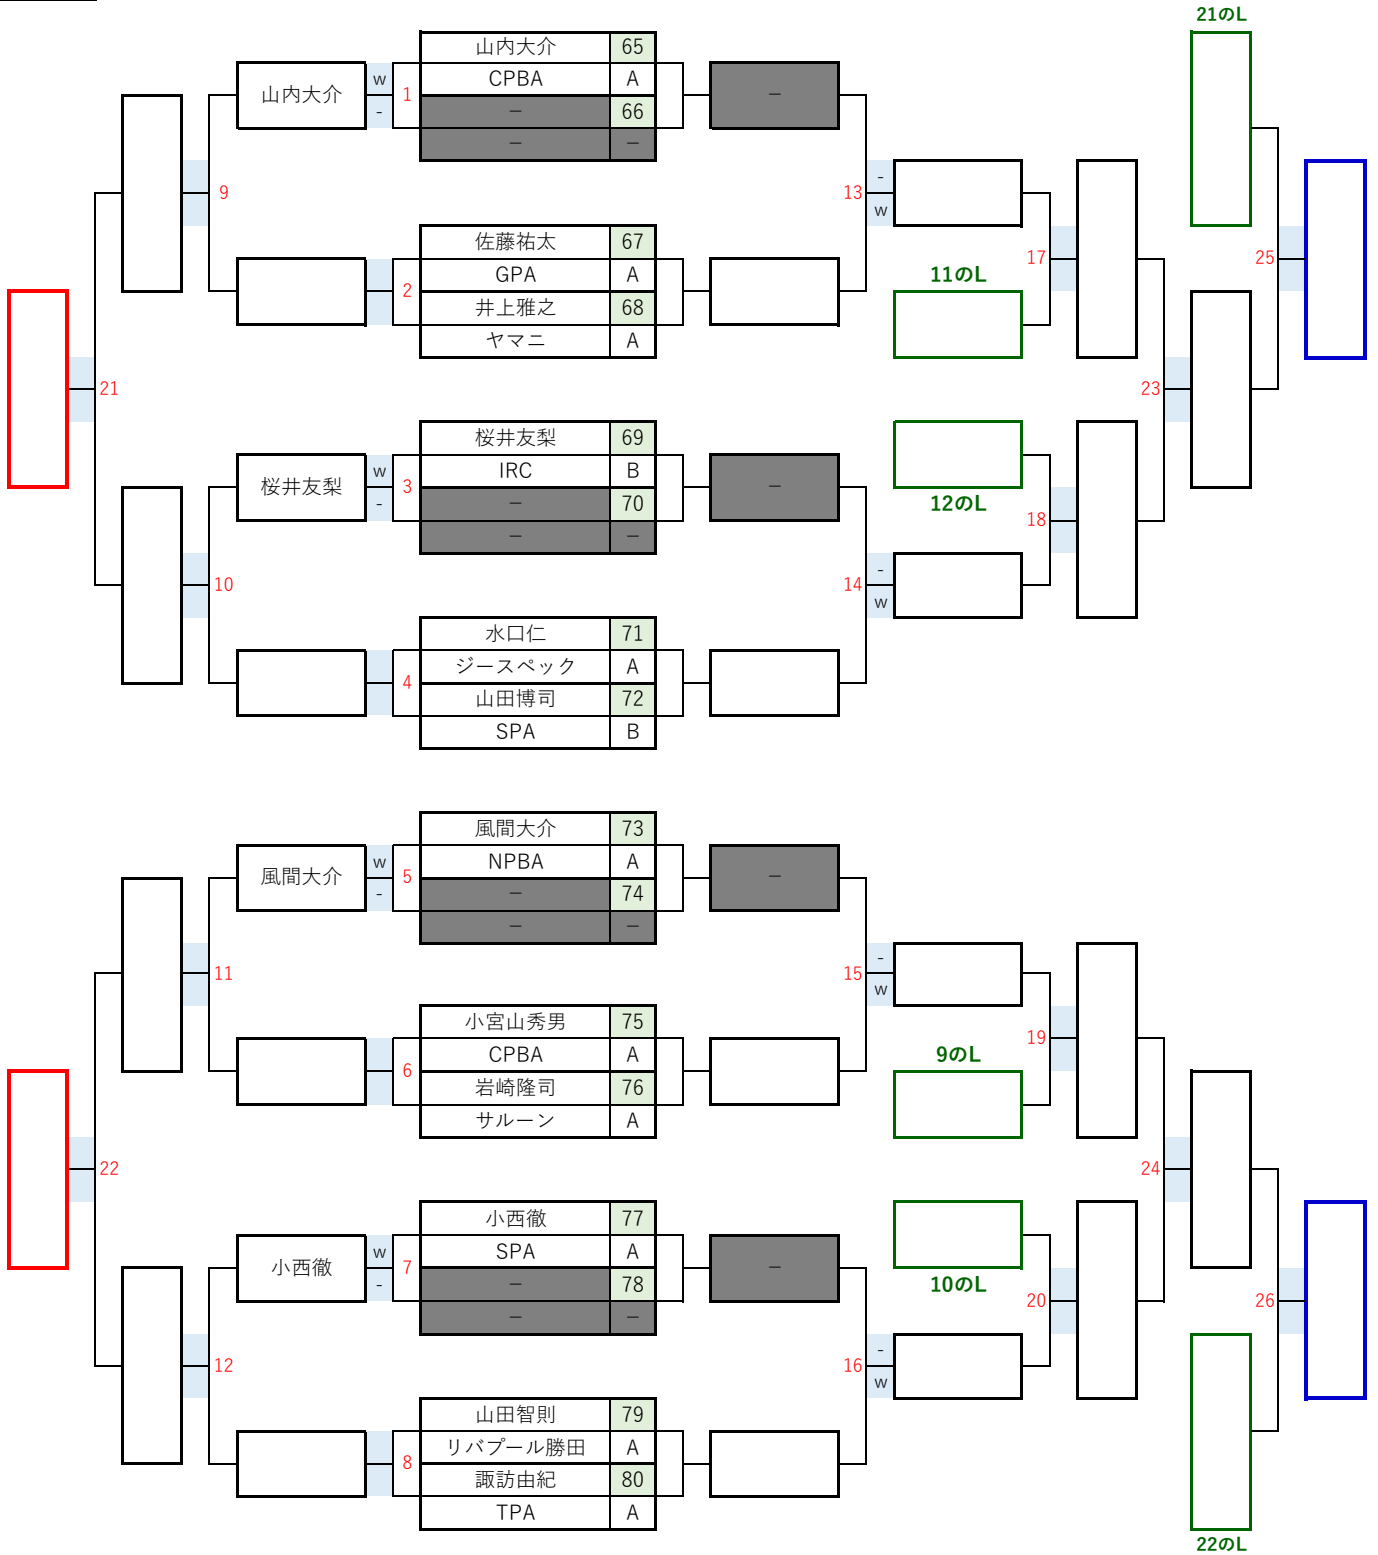 21のL
山内大介 65
山内大介 w 1 CPBA A －
- － 66
－ －
9 13 -
w
佐藤祐太 67
17 25
2 GPA A 11のL
井上雅之 68
ヤマニ A
21 23
桜井友梨 69
桜井友梨 w 3 IRC B －
- － 70 12のL
－ － 18
10 14 -
w
水口仁 71
4 ジースペック A
山田博司 72
SPA B
風間大介 73
風間大介 w 5 NPBA A －
- － 74
－ －
11 15 -
w
小宮山秀男 75
19
6 CPBA A 9のL
岩崎隆司 76
サルーン A
22 24
小西徹 77
小西徹 w 7 SPA A －
- － 78 10のL
－ － 20 26
12 16 -
w
山田智則 79
8 リバプール勝田 A
諏訪由紀 80
TPA A
22のL